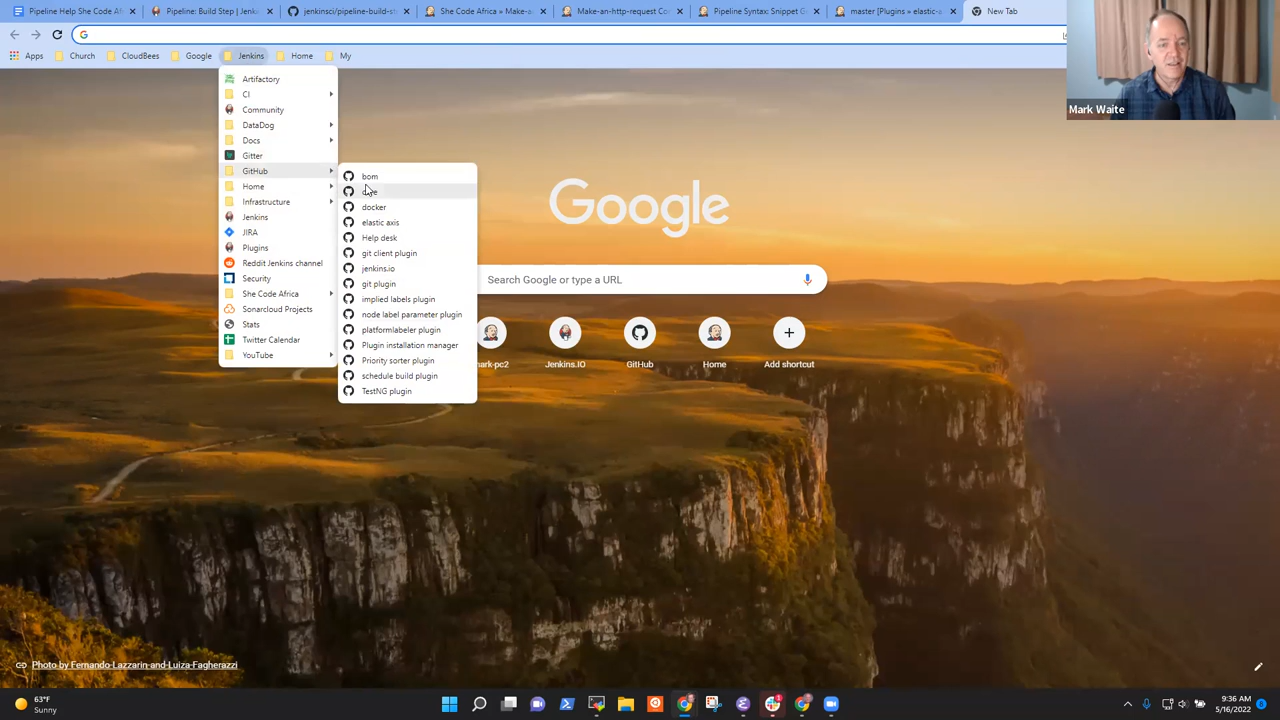 Pipeline Help She Code Afric
Pipeline: Build Step | Jenkin
jenkinsci/pipeline-build-st
She Code Africa » Make-a
Make-an-http-request Co
Pipeline Syntax: Snippet G
master [Plugins » elastic-a
New Tab
Apps
Church
CloudBees
Google
Jenkins
Home
My
Artifactory
CI
Community
DataDog
Docs
Gitter
GitHub
Home
Infrastructure
Jenkins
JIRA
Plugins
Reddit Jenkins channel
Security
She Code Africa
Sonarcloud Projects
Stats
Twitter Calendar
YouTube
bom
docker
elastic axis
Help desk
git client plugin
jenkins.io
git plugin
implied labels plugin
node label parameter plugin
platformlabeler plugin
Plugin installation manager
Priority sorter plugin
schedule build plugin
TestNG plugin
Mark Waite
Google
Search Google or type a URL
mark-pc2
Jenkins.IO
GitHub
Home
Add shortcut
Photo by Fernando-Lazzarin-and-Luiza-Fagherazzi
63°F
Sunny
9:36 AM
5/16/2022